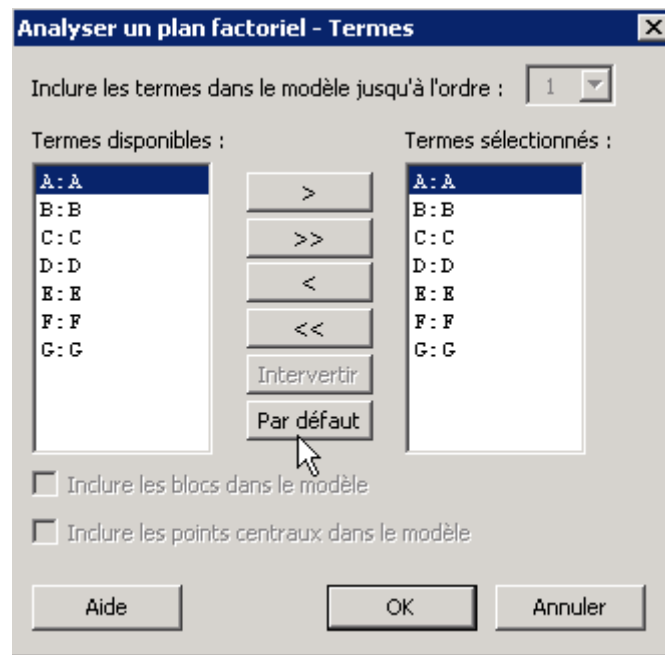 Analyser un plan factoriel - Termes
Inclure les termes dans le modèle jusqu'à l'ordre : 1
Termes disponibles :
A:A
B:B
C:C
D:D
E:E
F:F
G:G
>
>>
<
<<
Intervertir
Par défaut
Termes sélectionnés :
A:A
B:B
C:C
D:D
E:E
F:F
G:G
Inclure les blocs dans le modèle
Inclure les points centraux dans le modèle
Aide
OK
Annuler